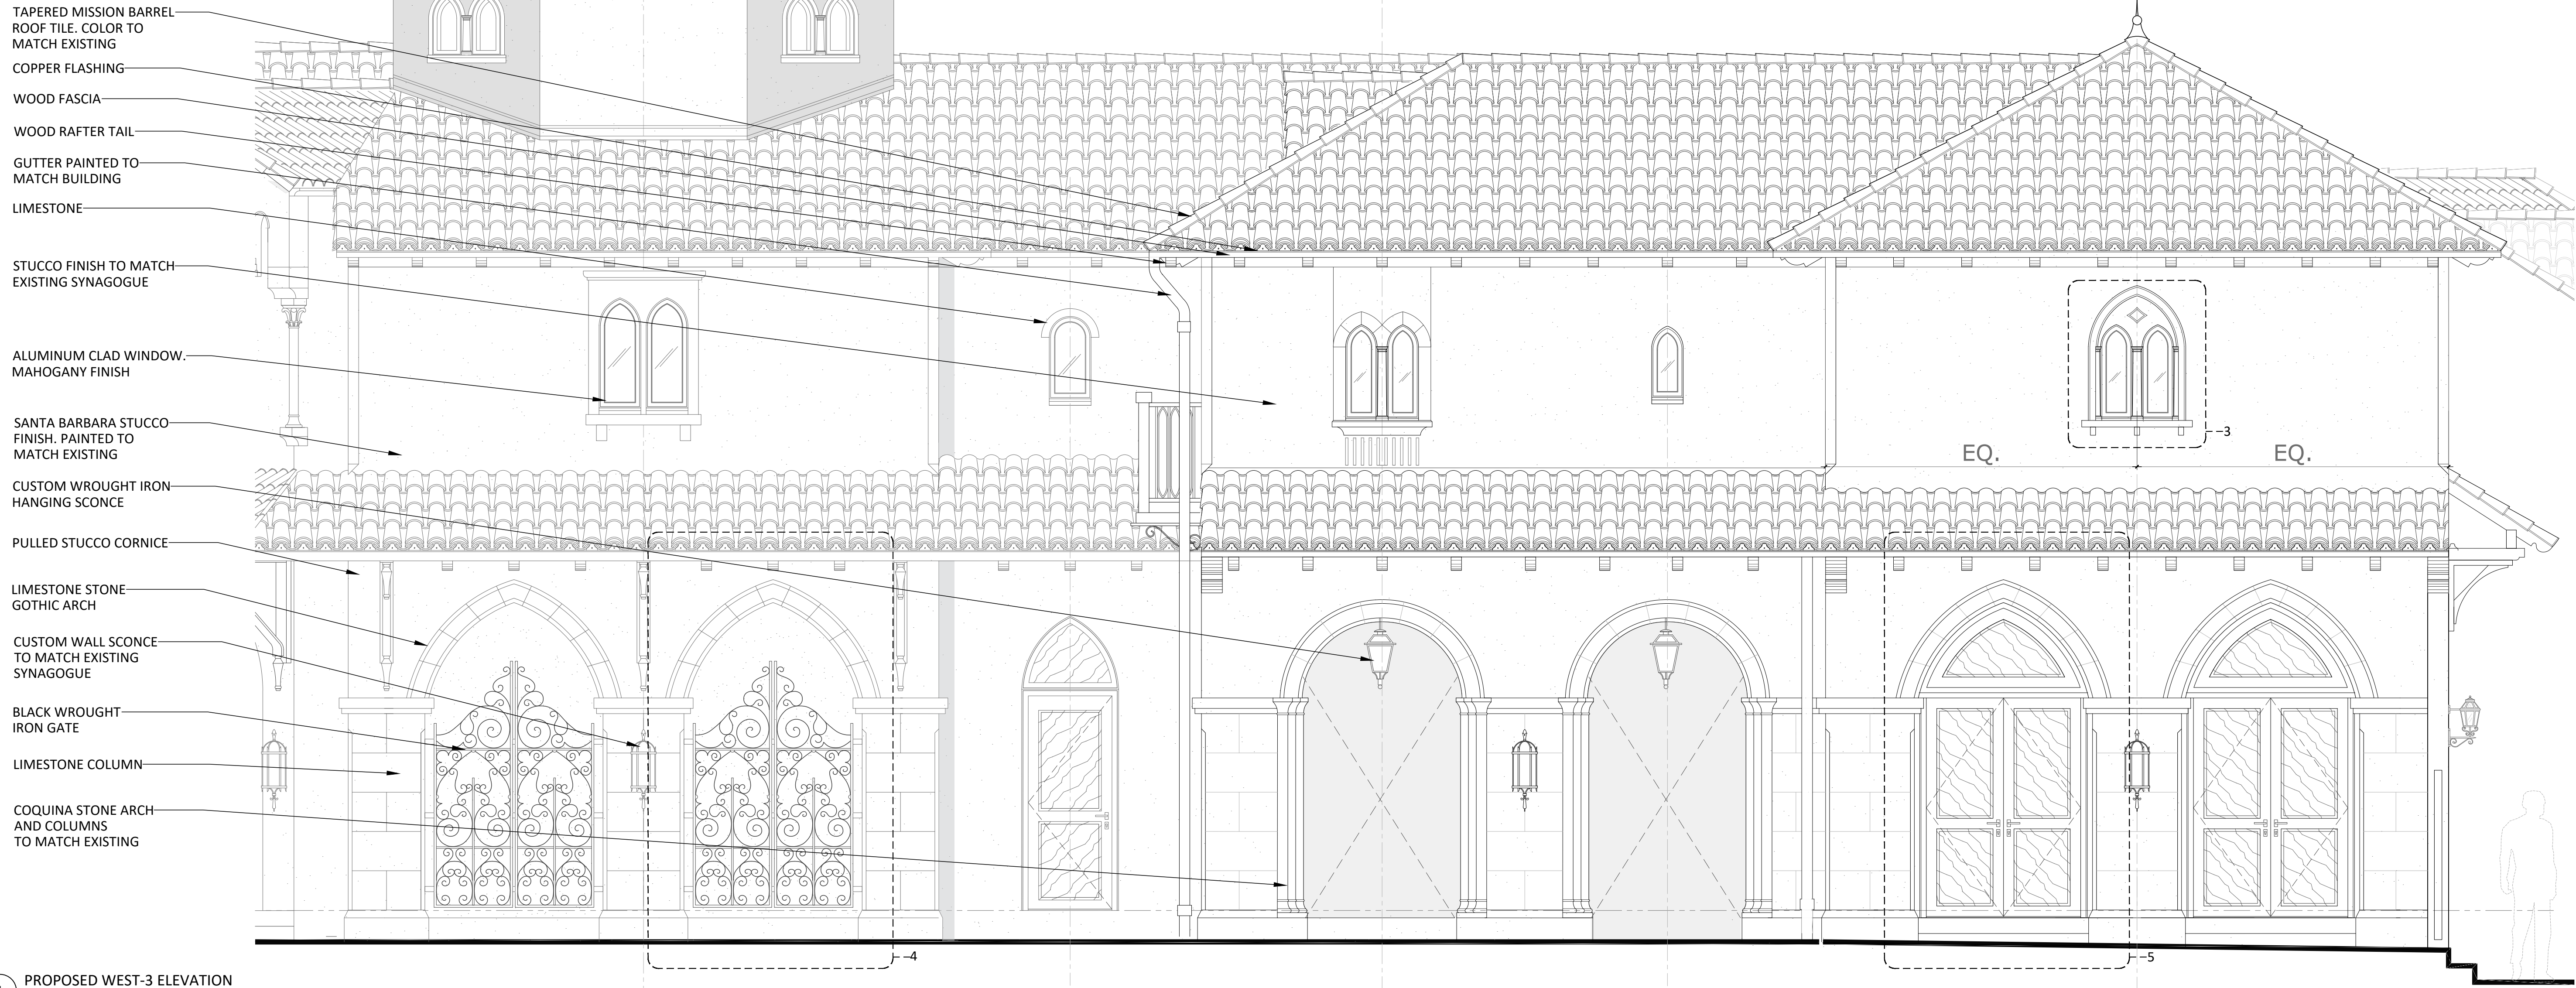 TAPERED MISSION BARREL
ROOF TILE. COLOR TO
MATCH EXISTING
COPPER FLASHING
WOOD FASCIA
WOOD RAFTER TAIL
GUTTER PAINTED TO
MATCH BUILDING
LIMESTONE
STUCCO FINISH TO MATCH
EXISTING SYNAGOGUE
ALUMINUM CLAD WINDOW.
MAHOGANY FINISH
SANTA BARBARA STUCCO
FINISH. PAINTED TO
MATCH EXISTING
CUSTOM WROUGHT IRON
HANGING SCONCE
PULLED STUCCO CORNICE
LIMESTONE STONE
GOTHIC ARCH
CUSTOM WALL SCONCE
TO MATCH EXISTING
SYNAGOGUE
BLACK WROUGHT
IRON GATE
LIMESTONE COLUMN
COQUINA STONE ARCH
AND COLUMNS
TO MATCH EXISTING
3
EQ.
EQ.
4
5
PROPOSED WEST-3 ELEVATION